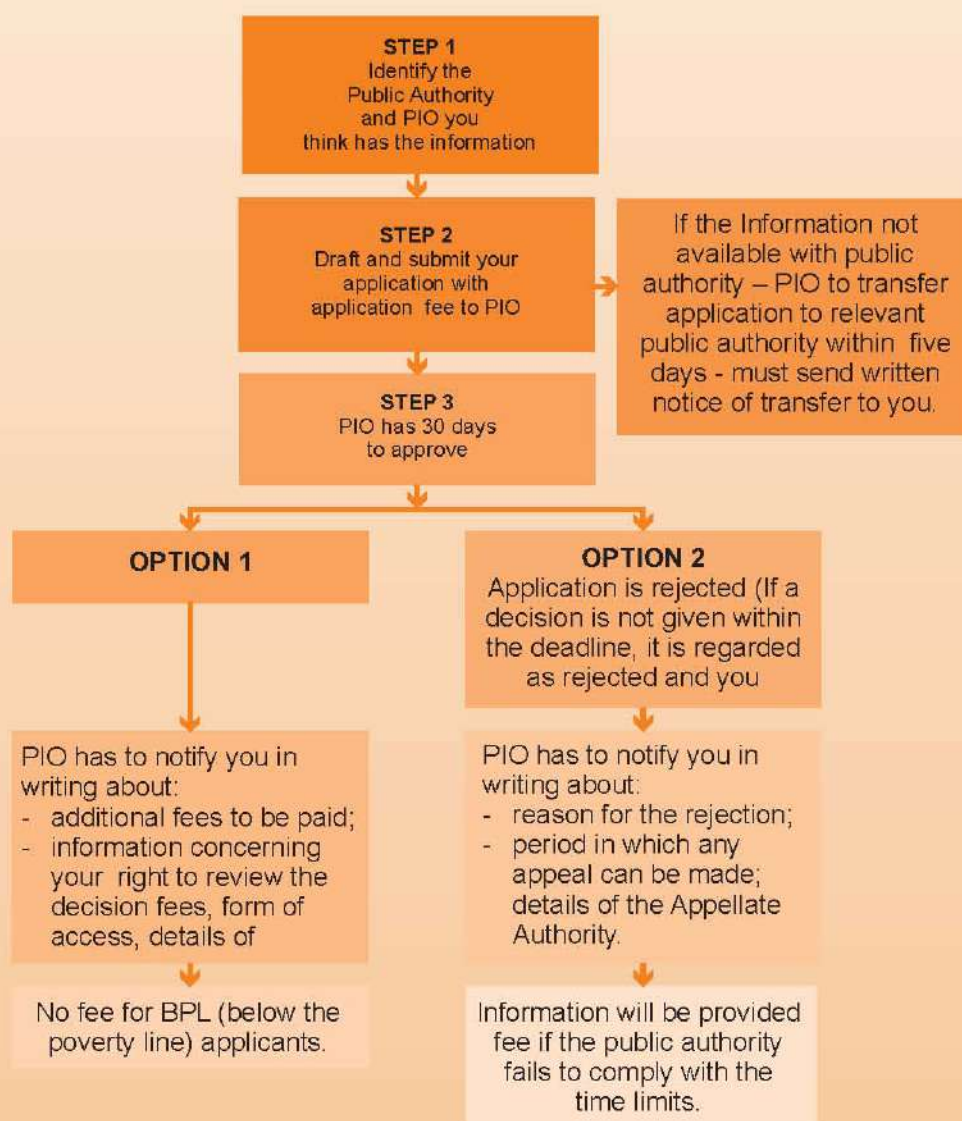 STEP 1
Identify the
Public Authority
and PIO you
think has the information
STEP 2
Draft and submit your
application with
application fee to PIO
If the Information not
available with public
authority – PIO to transfer
application to relevant
public authority within five
days - must send written
notice of transfer to you.
STEP 3
PIO has 30 days
to approve
OPTION 1
OPTION 2
Application is rejected (If a
decision is not given within
the deadline, it is regarded
as rejected and you
PIO has to notify you in
writing about:
- additional fees to be paid;
- information concerning
your right to review the
decision fees, form of
access, details of
PIO has to notify you in
writing about:
- reason for the rejection;
- period in which any
appeal can be made;
details of the Appellate
Authority.
No fee for BPL (below the
poverty line) applicants.
Information will be provided
fee if the public authority
fails to comply with the
time limits.